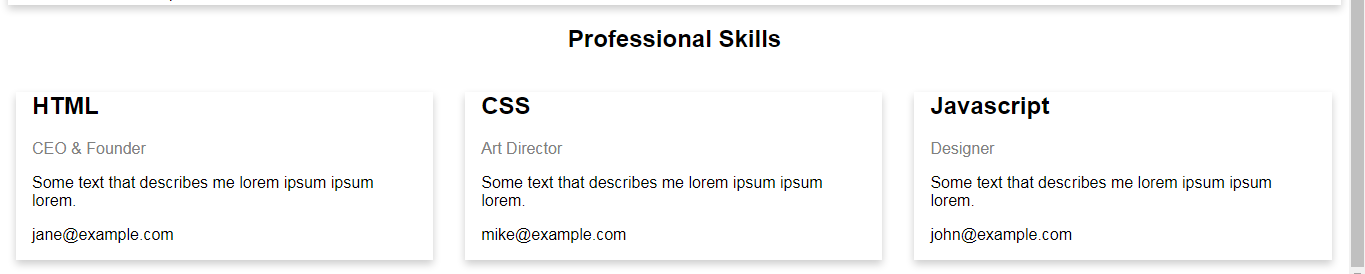 Professional Skills
HTML
CEO & Founder
Some text that describes me lorem ipsum ipsum
lorem.
jane@example.com
CSS
Art Director
Some text that describes me lorem ipsum ipsum
lorem.
mike@example.com
Javascript
Designer
Some text that describes me lorem ipsum ipsum
lorem.
john@example.com